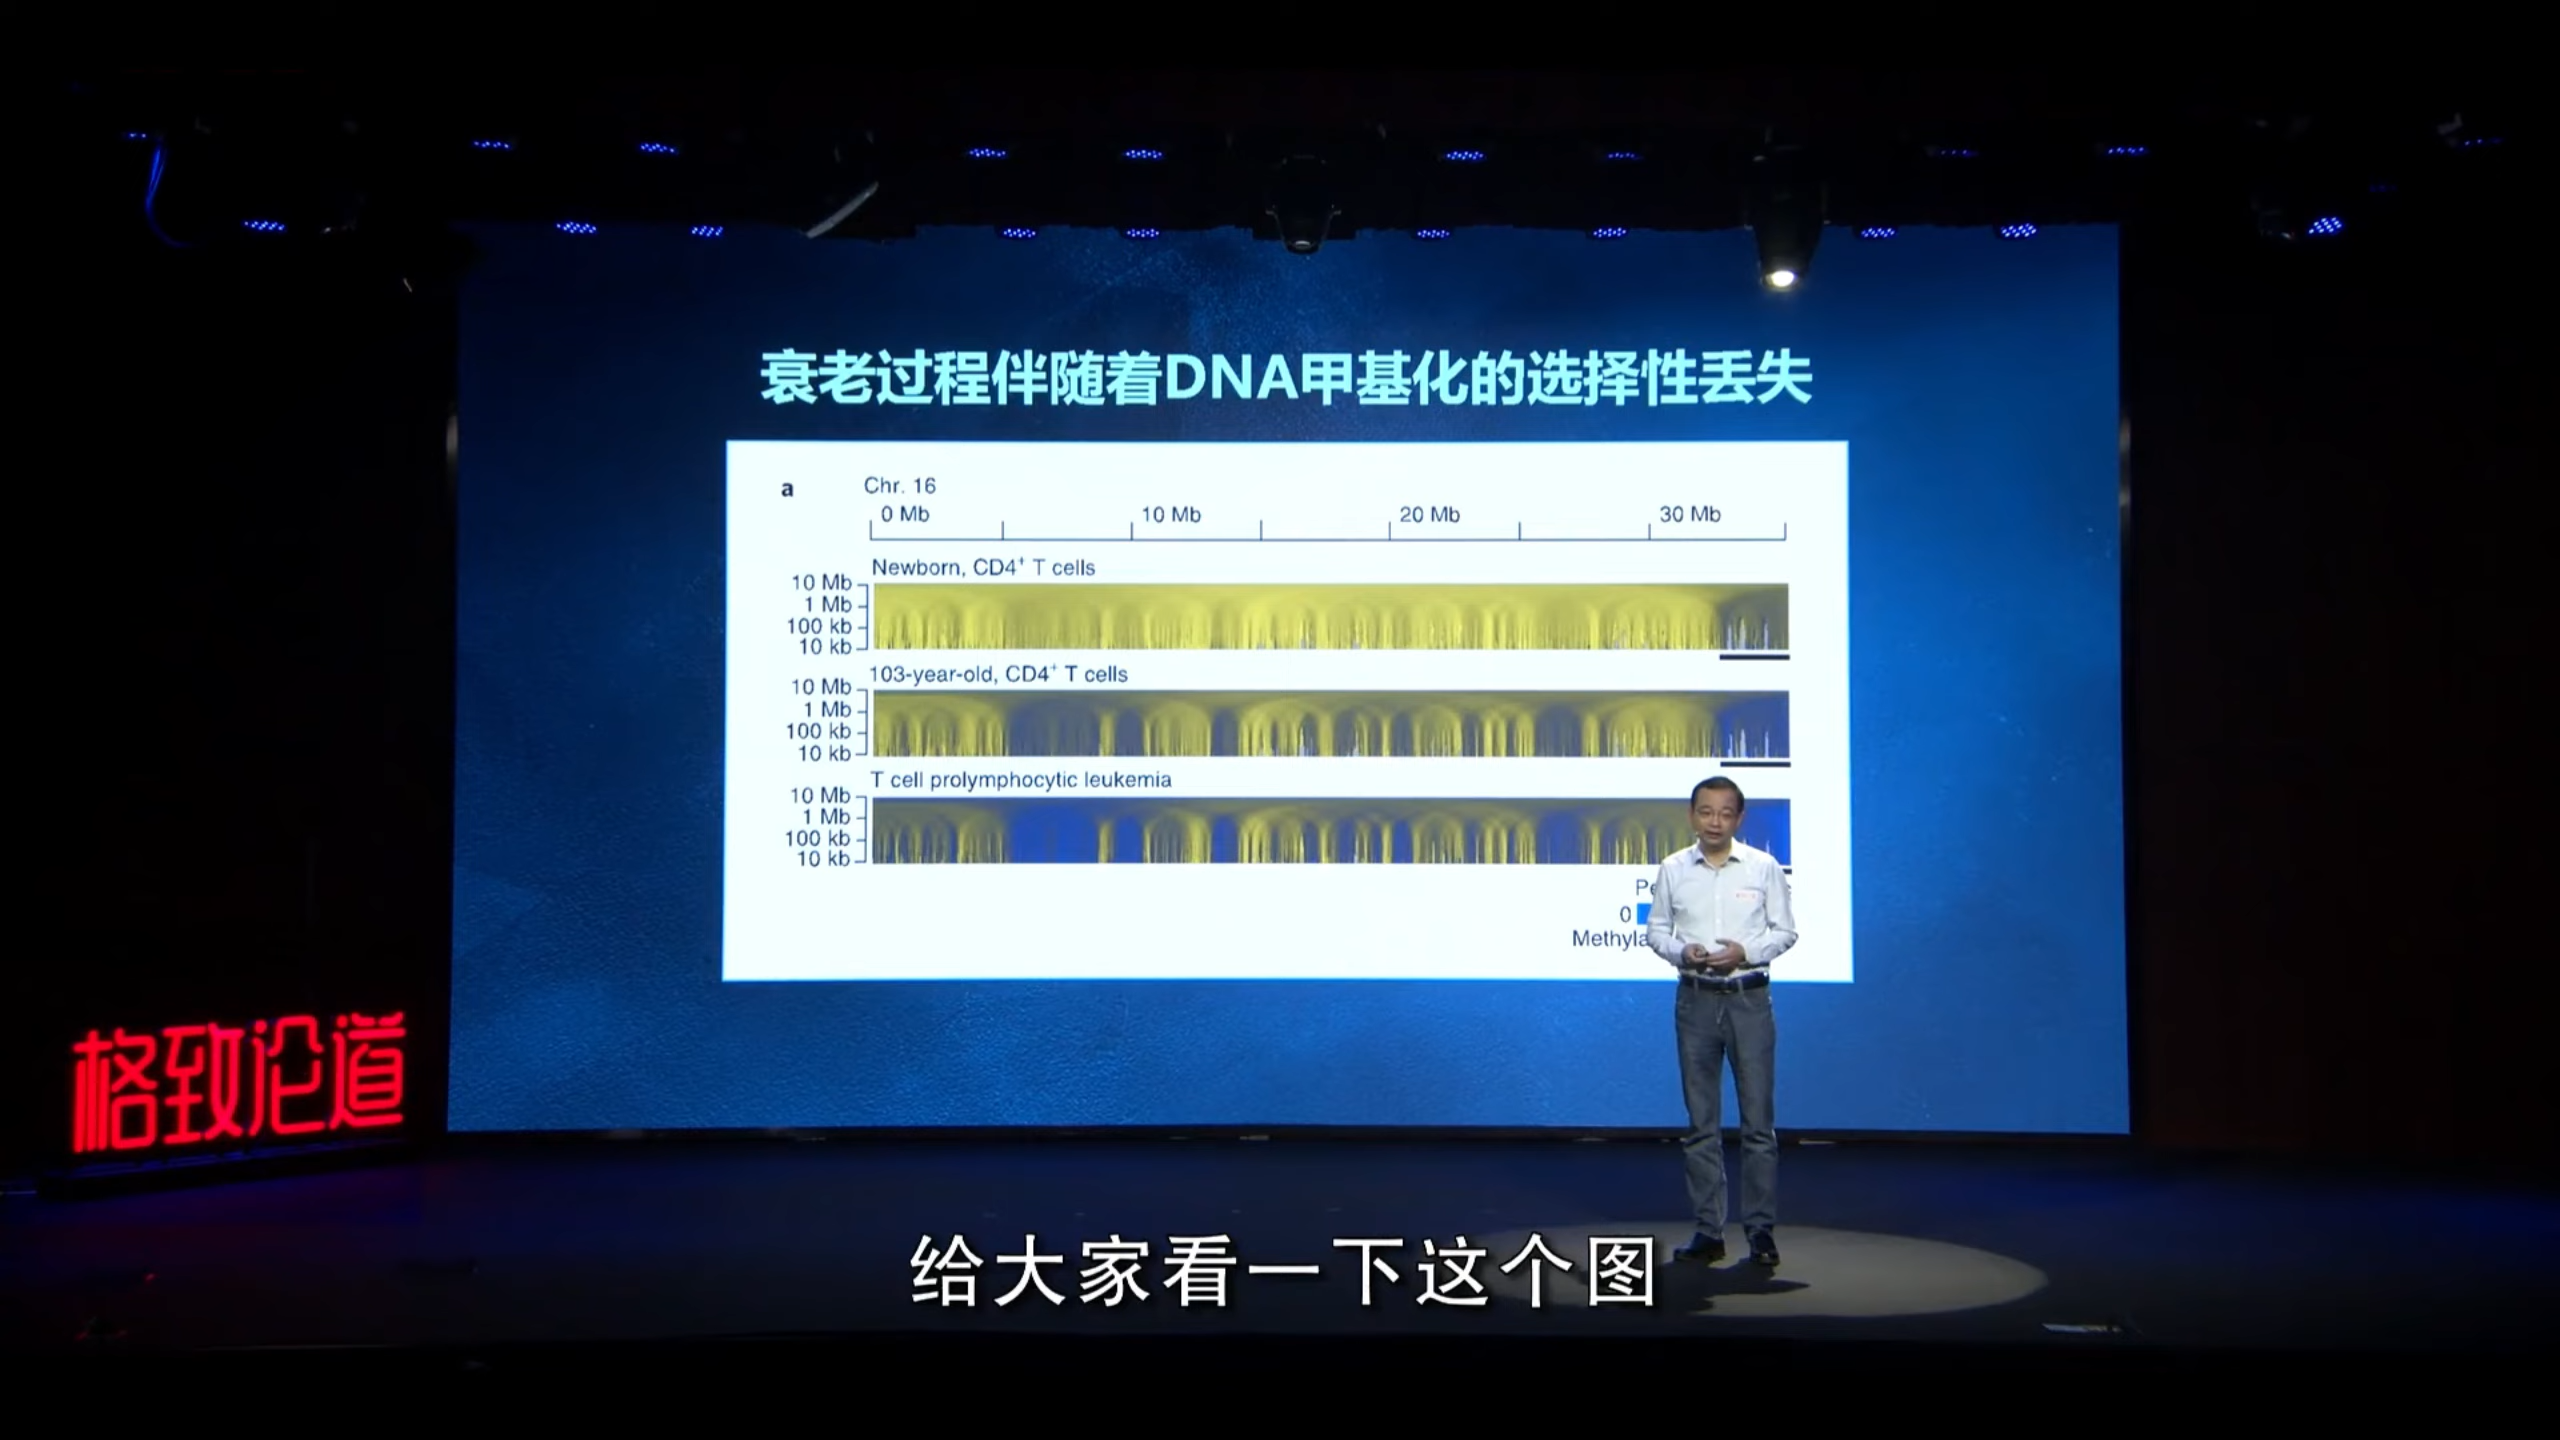 衰老过程伴随着DNA甲基化的选择性丢失
a
Chr. 16
0 Mb
10 Mb
20 Mb
30 Mb
Newborn, CD4⁺ T cells
10 Mb
1 Mb
100 kb
10 kb
103-year-old, CD4⁺ T cells
10 Mb
1 Mb
100 kb
10 kb
T cell prolymphocytic leukemia
10 Mb
1 Mb
100 kb
10 kb
0
格致论道
给大家看一下这个图